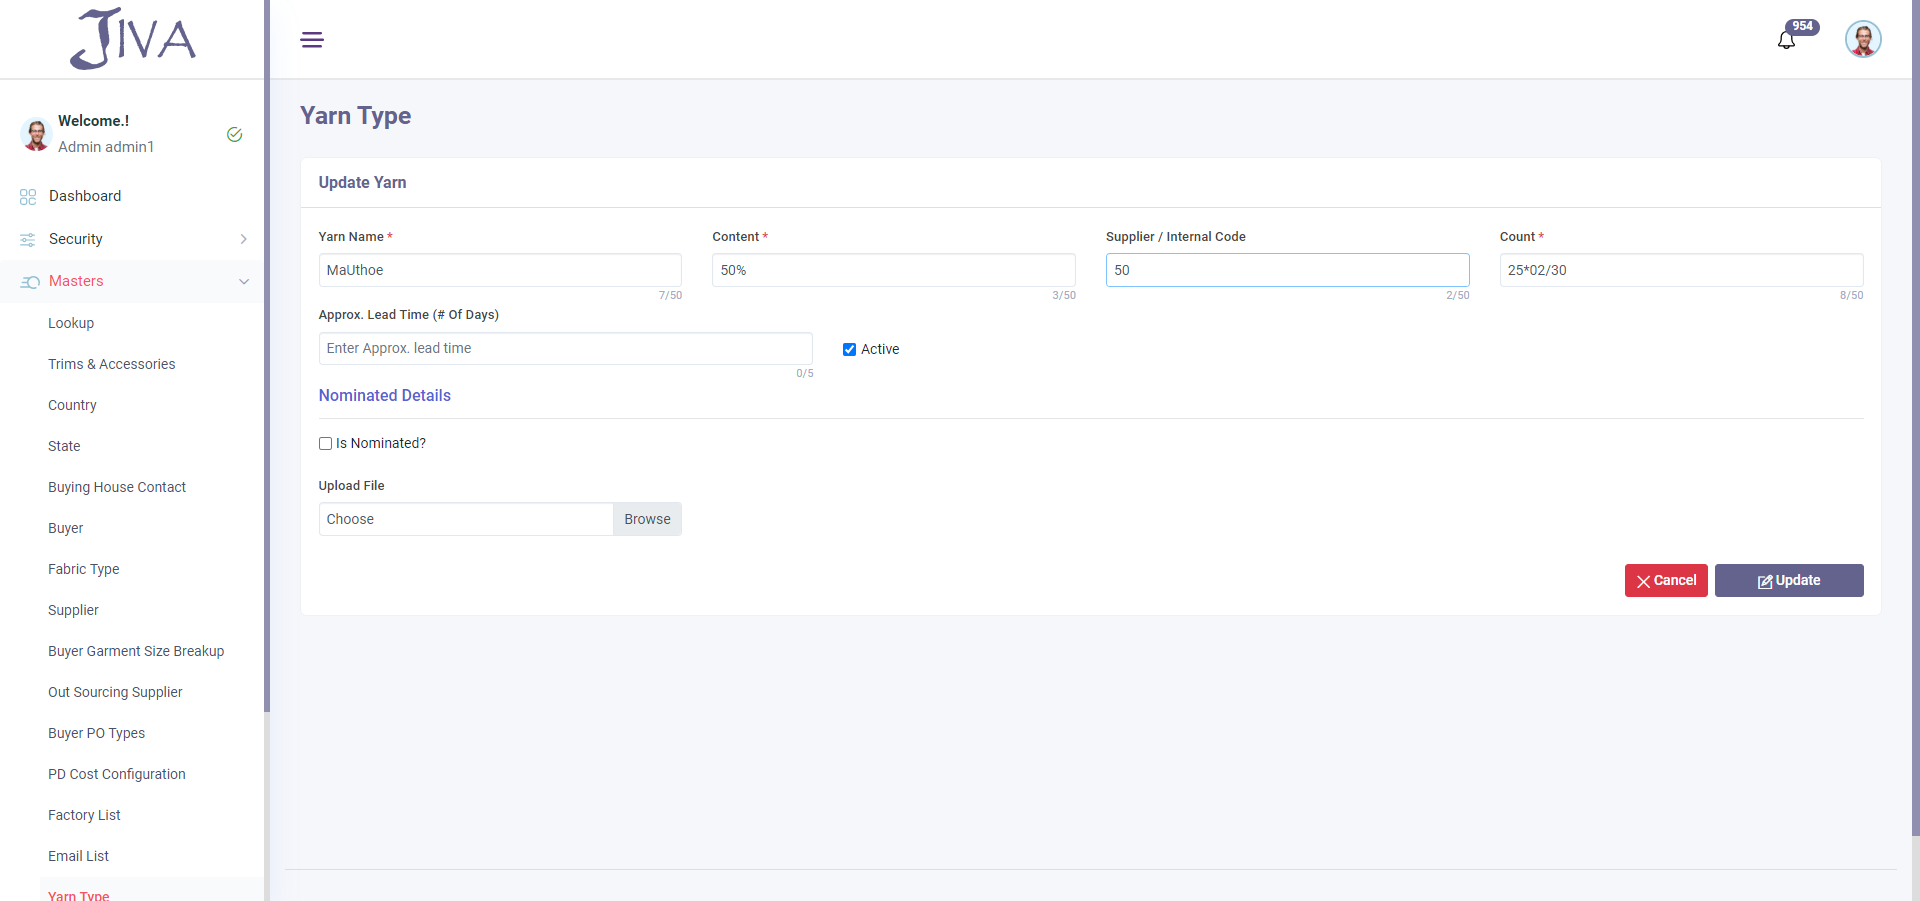 JIVA
954
Welcome.!
Admin admin1
Dashboard
Security
Masters
Lookup
Trims & Accessories
Country
State
Buying House Contact
Buyer
Fabric Type
Supplier
Buyer Garment Size Breakup
Out Sourcing Supplier
Buyer PO Types
PD Cost Configuration
Factory List
Email List
Yarn Type
Yarn Type
Update Yarn
Yarn Name *
MaUthoe
7/50
Content *
50%
3/50
Supplier / Internal Code
50
2/50
Count *
25*02/30
8/50
Approx. Lead Time (# Of Days)
Enter Approx. lead time
0/5
Active
Nominated Details
Is Nominated?
Upload File
Choose
Browse
Cancel
Update